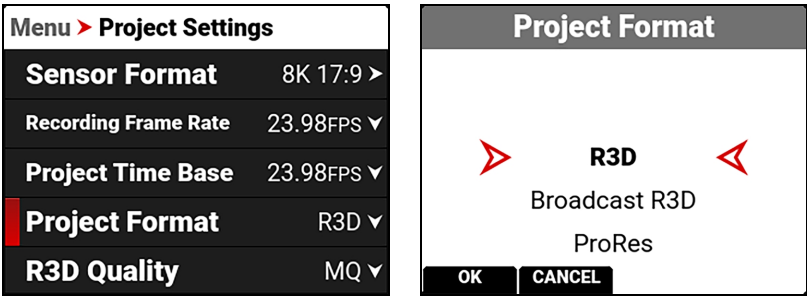 Menu ➤ Project Settings
Sensor Format 8K 17:9
Recording Frame Rate 23.98FPS
Project Time Base 23.98FPS
Project Format R3D
R3D Quality MQ
Project Format
R3D
Broadcast R3D
ProRes
OK CANCEL